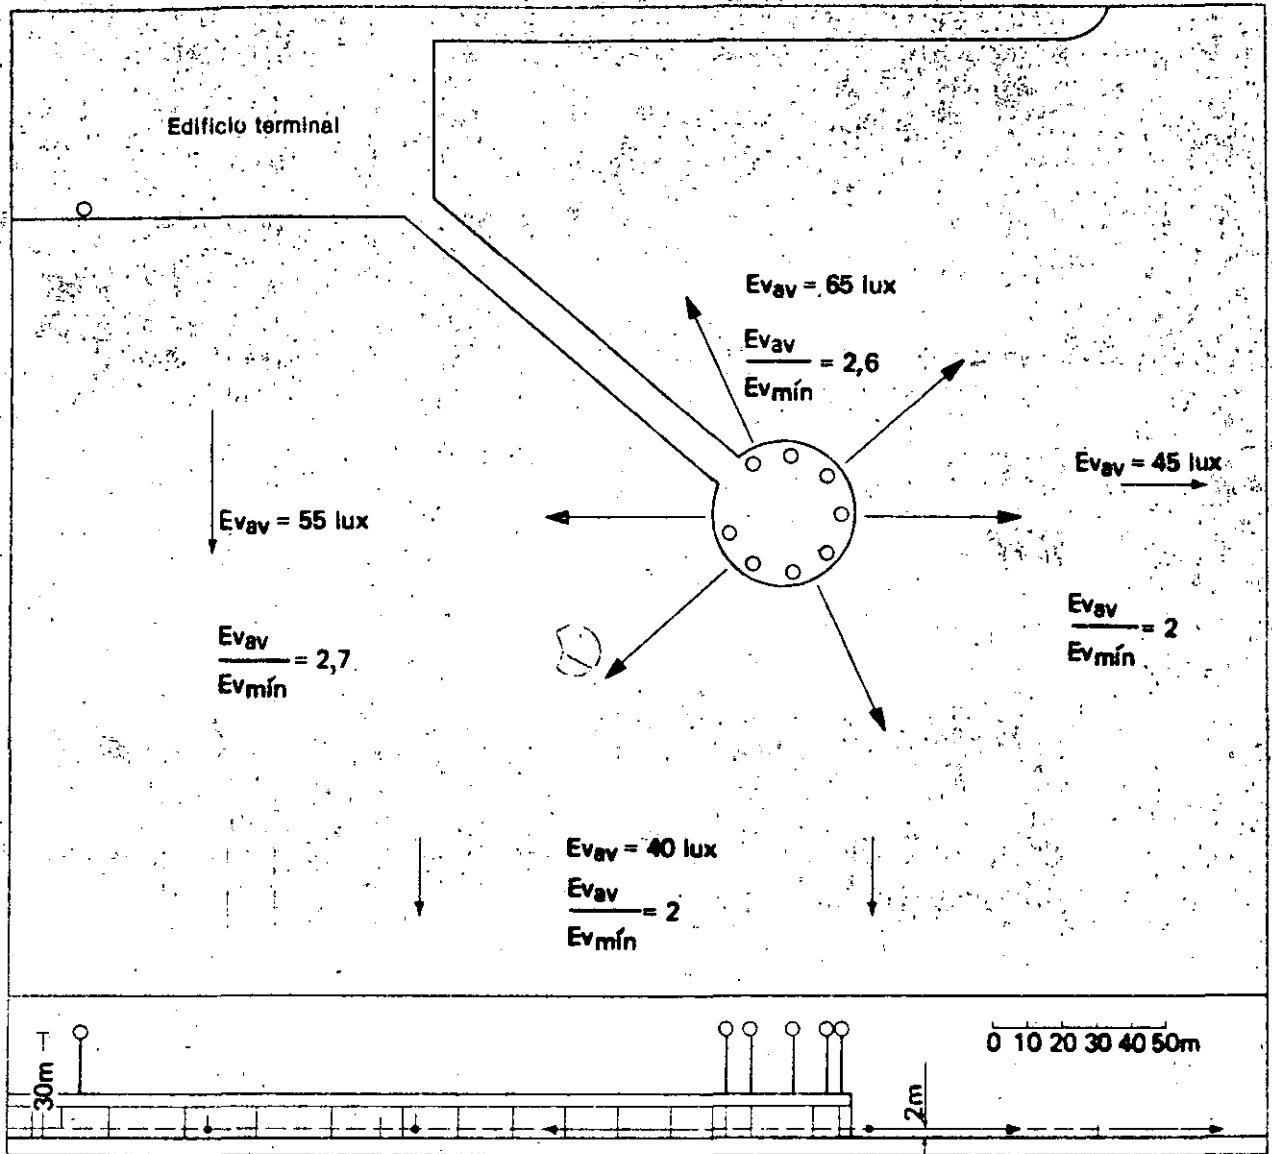 Edificio terminal
Ev_av = 65 lux
Ev_av
Ev_mín
= 2,6
Ev_av = 45 lux
Ev_av = 55 lux
Ev_av
Ev_mín
= 2
Ev_av
Ev_mín
= 2,7
Ev_av = 40 lux
Ev_av
Ev_mín
= 2
30m
0 10 20 30 40 50m
2m